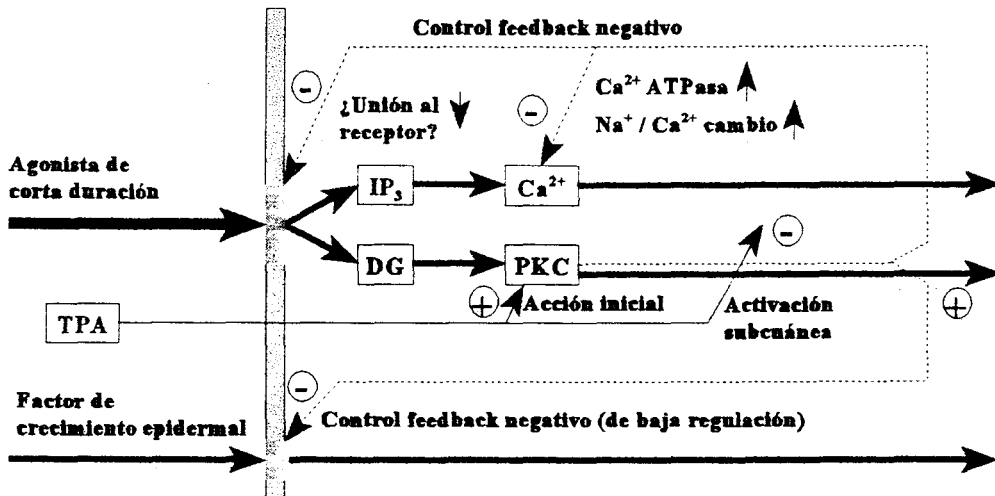 Control feedback negativo
-
¿Unión al
receptor?
-
Ca²⁺ ATPasa
Na⁺ / Ca²⁺ cambio
Agonista de
corta duración
IP₃
Ca²⁺
-
DG
PKC
+
Acción inicial
Activación
subcuánea
+
TPA
-
Factor de
crecimiento epidermal
Control feedback negativo (de baja regulación)